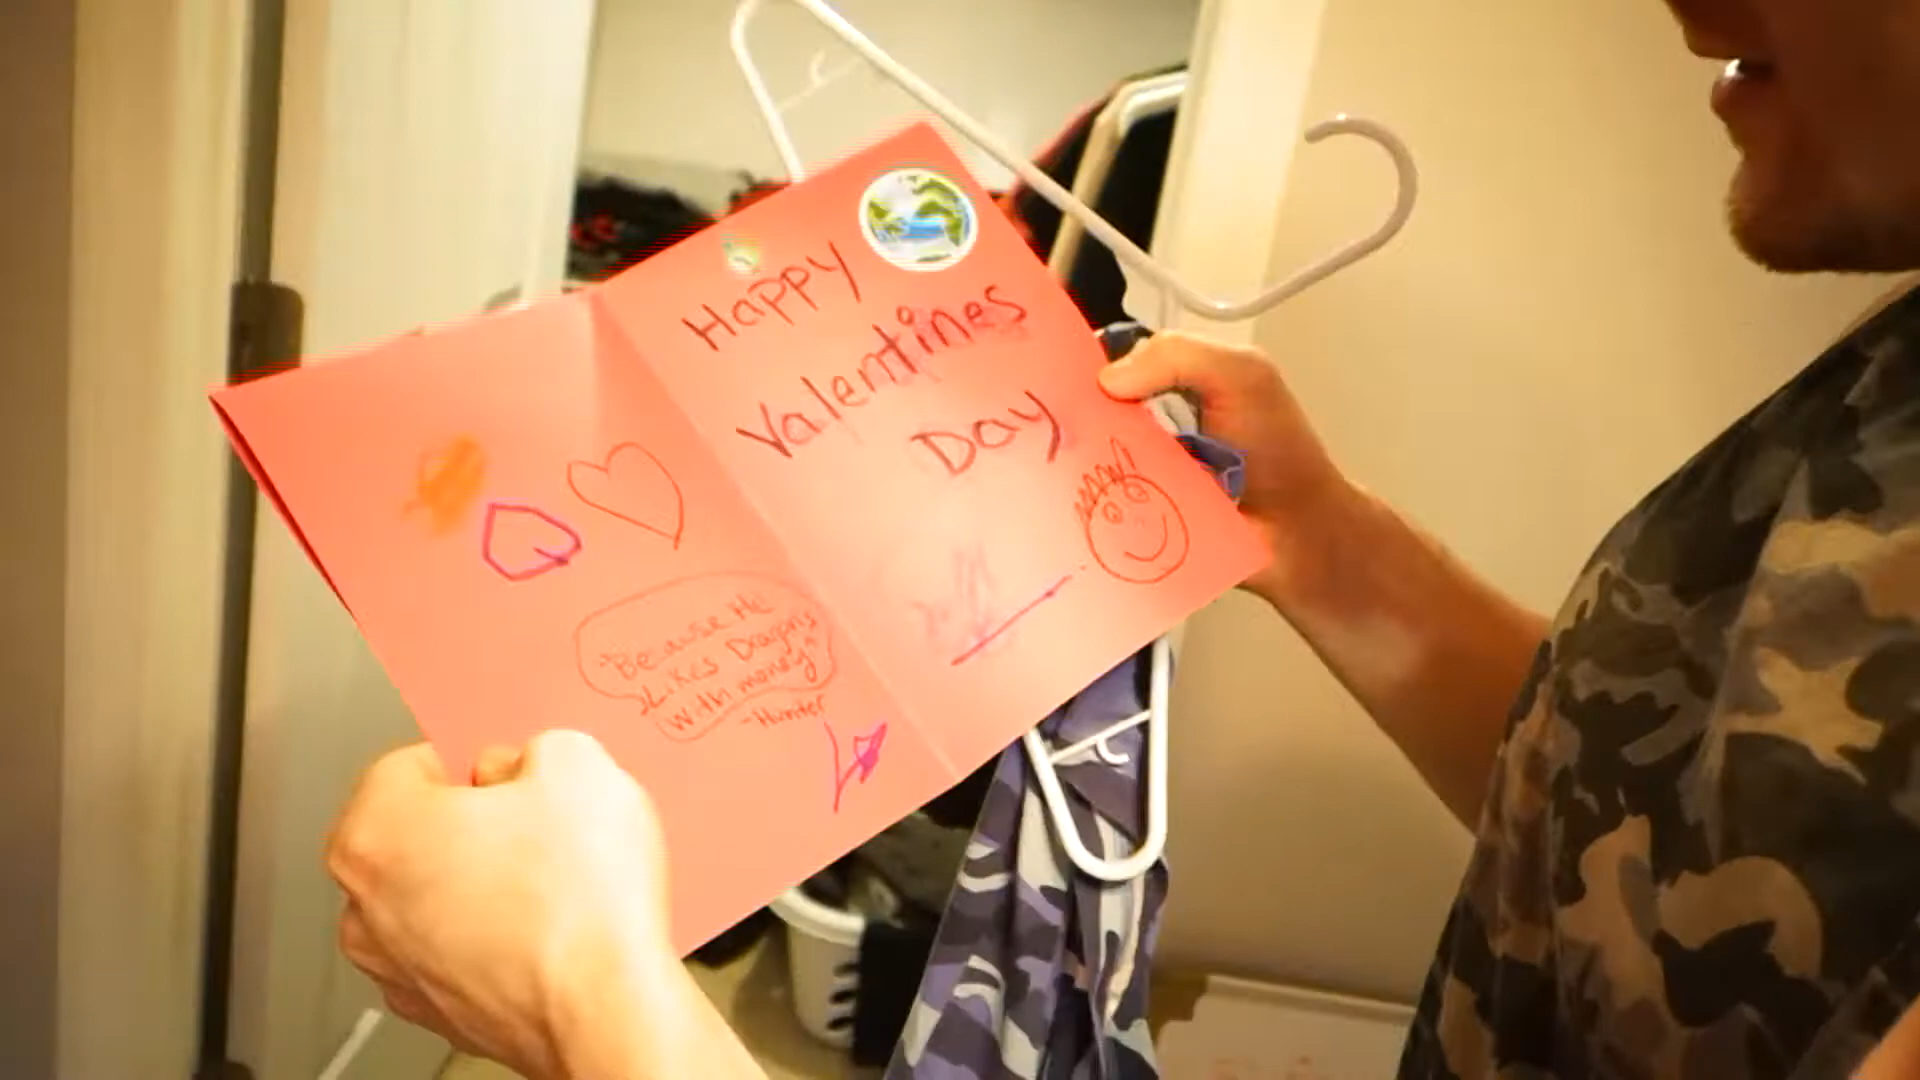 Happy
Valentines
Day
"Because He
Likes Dragons
with money"
-Hunter